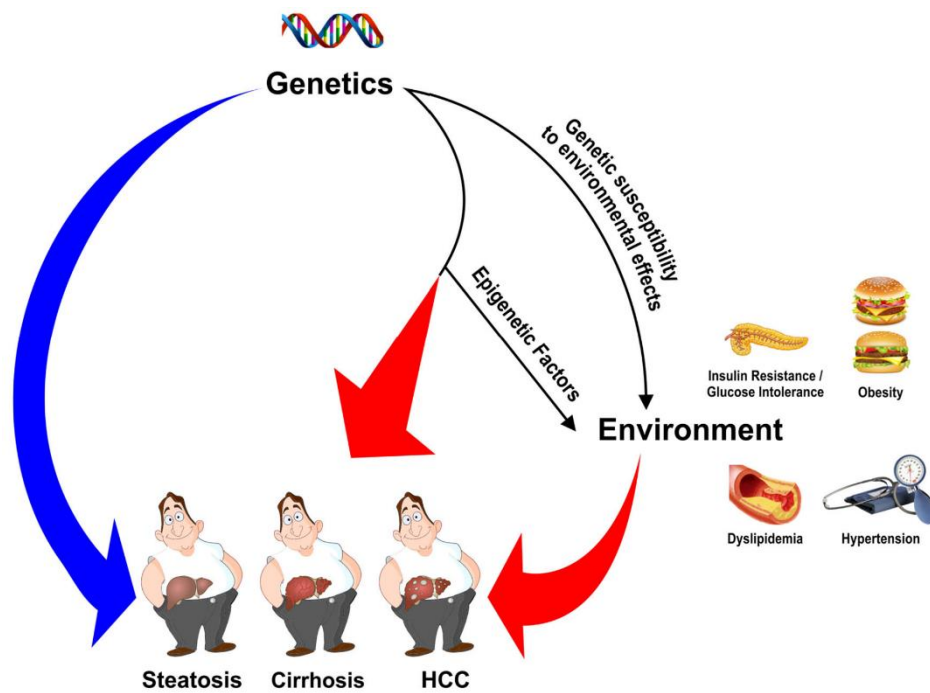 Genetics
Genetic susceptibility
to environmental effects
Epigenetic Factors
Insulin Resistance /
Glucose Intolerance
Obesity
Environment
Dyslipidemia
Hypertension
Steatosis
Cirrhosis
HCC